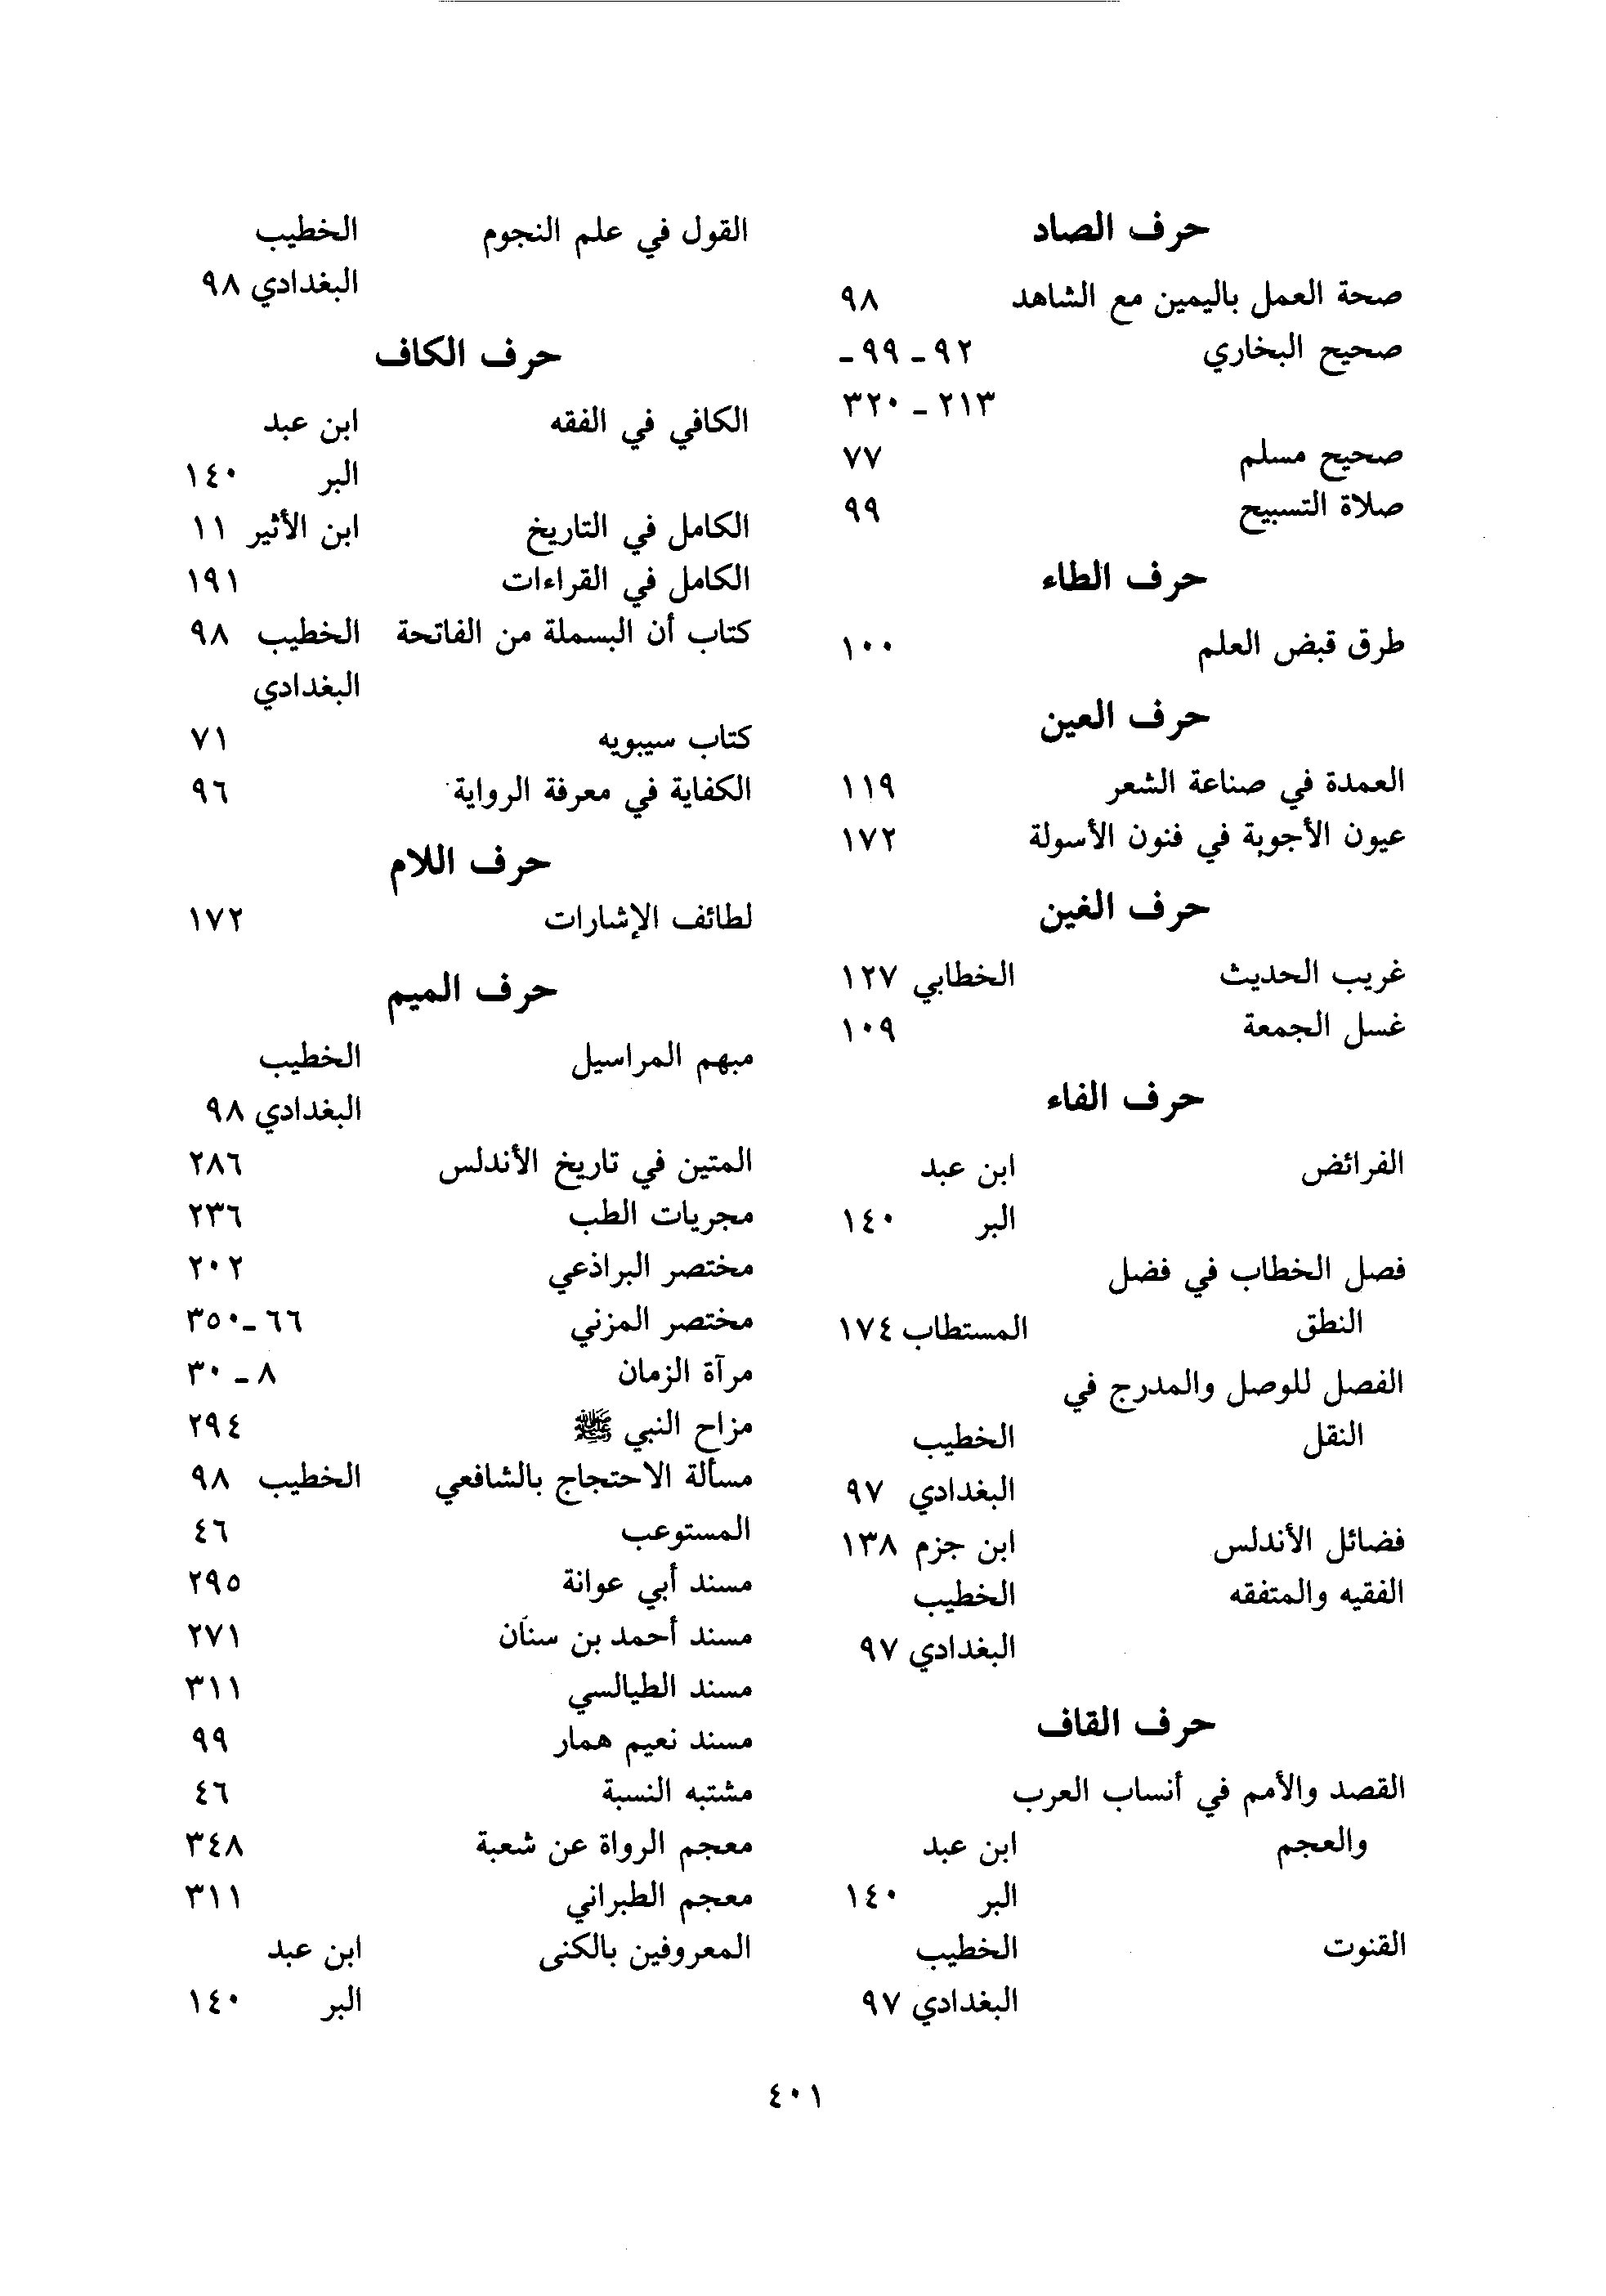 حرف الصاد
صحة العمل باليمين مع الشاهد ٩٨
صحيح البخاري ٩٢ ـ ٩٩ ـ
٢١٣ ـ ٣٢٠
صحيح مسلم ٧٧
صلاة التسبيح ٩٩
حرف الطاء
طرق قبض العلم ١٠٠
حرف العين
العمدة في صناعة الشعر ١١٩
عيون الأجوبة في فنون الأسولة ١٧٢
حرف الغين
غريب الحديث الخطابي ١٢٧
غسل الجمعة ١٠٩
حرف الفاء
الفرائض ابن عبد
البر ١٤٠
فصل الخطاب في فضل
النطق المستطاب ١٧٤
الفصل للوصل والمدرج في
النقل الخطيب
البغدادي ٩٧
فضائل الأندلس ابن جزم ١٣٨
الفقيه والمتفقه الخطيب
البغدادي ٩٧
حرف القاف
القصد والأمم في أنساب العرب
والعجم ابن عبد
البر ١٤٠
القنوت الخطيب
البغدادي ٩٧
القول في علم النجوم الخطيب
البغدادي ٩٨
حرف الكاف
الكافي في الفقه ابن عبد
البر ١٤٠
الكامل في التاريخ ابن الأثير ١١
الكامل في القراءات ١٩١
كتاب أن البسملة من الفاتحة الخطيب ٩٨
البغدادي
كتاب سيبويه ٧١
الكفاية في معرفة الرواية ٩٦
حرف اللام
لطائف الإشارات ١٧٢
حرف الميم
مبهم المراسيل الخطيب
البغدادي ٩٨
المتين في تاريخ الأندلس ٢٨٦
مجريات الطب ٢٣٦
مختصر البراذعي ٢٠٢
مختصر المزني ٦٦ ـ ٣٥٠
مرآة الزمان ٨ ـ ٣٠
مزاح النبي ﷺ ٢٩٤
مسألة الاحتجاج بالشافعي الخطيب ٩٨
المستوعب ٤٦
مسند أبي عوانة ٢٩٥
مسند أحمد بن سنان ٢٧١
مسند الطيالسي ٣١١
مسند نعيم همار ٩٩
مشتبه النسبة ٤٦
معجم الرواة عن شعبة ٣٤٨
معجم الطبراني ٣١١
المعروفين بالكنى ابن عبد
البر ١٤٠
٤٠١